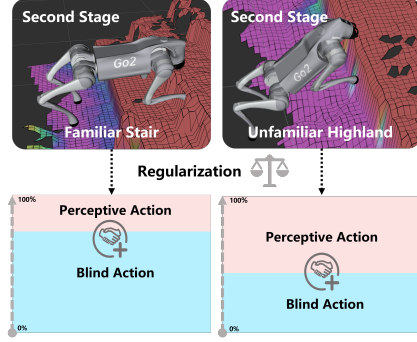 Second Stage
Go2
Familiar Stair
Second Stage
Go2
Unfamiliar Highland
Regularization
100%
Perceptive Action
Blind Action
0%
100%
Perceptive Action
Blind Action
0%